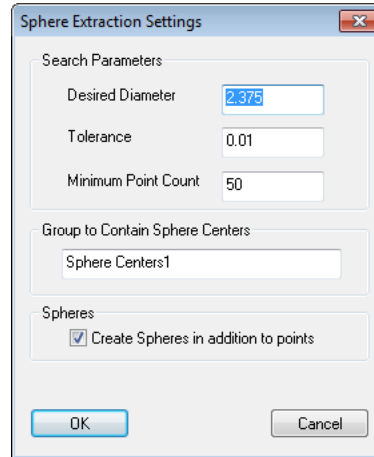 Sphere Extraction Settings
Search Parameters
Desired Diameter 2.375
Tolerance 0.01
Minimum Point Count 50
Group to Contain Sphere Centers
Sphere Centers1
Spheres
Create Spheres in addition to points
OK Cancel